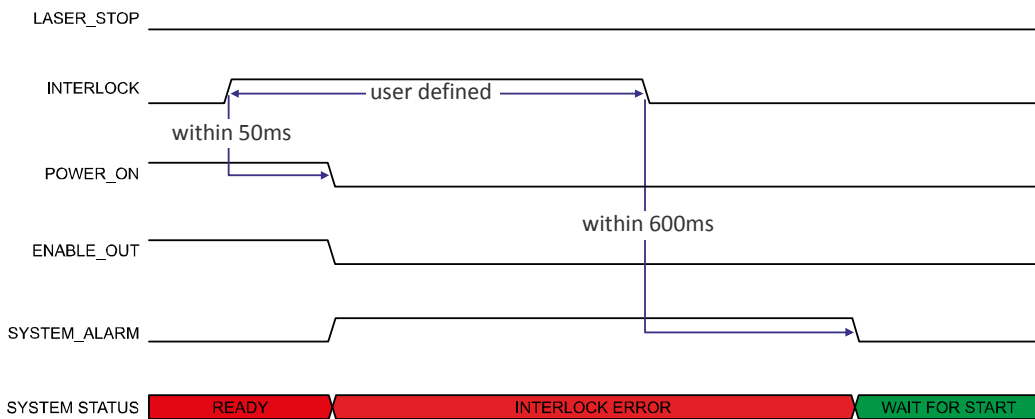 LASER_STOP
INTERLOCK
user defined
within 50ms
POWER_ON
within 600ms
ENABLE_OUT
SYSTEM_ALARM
SYSTEM STATUS READY INTERLOCK ERROR WAIT FOR START